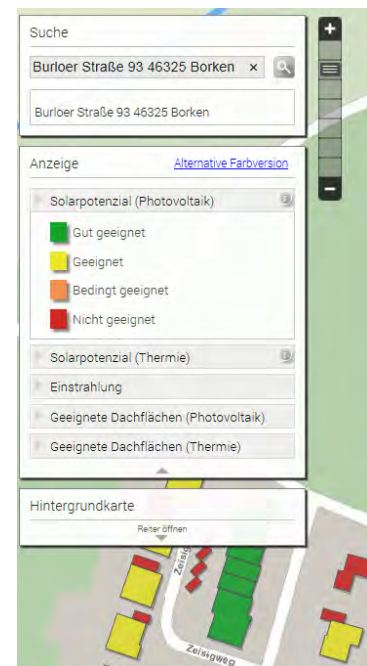 Suche
Burloer Straße 93 46325 Borken ×
Burloer Straße 93 46325 Borken
Anzeige Alternative Farbversion
Solarpotenzial (Photovoltaik)
Gut geeignet
Geeignet
Bedingt geeignet
Nicht geeignet
Solarpotenzial (Thermie)
Einstrahlung
Geeignete Dachflächen (Photovoltaik)
Geeignete Dachflächen (Thermie)
Hintergrundkarte
Reiter öffnen
Zeisigweg
Zeisigweg